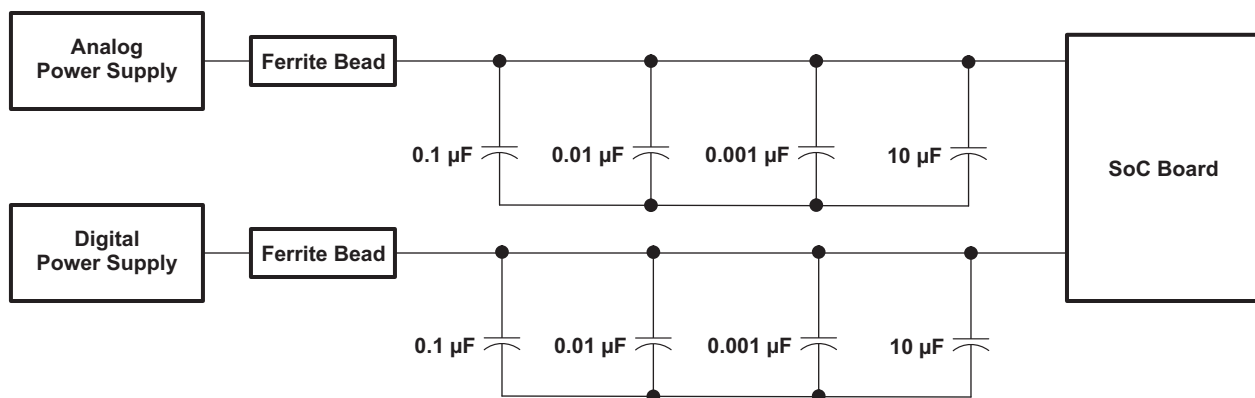 Analog
Power Supply
Ferrite Bead
0.1 µF
0.01 µF
0.001 µF
10 µF
SoC Board
Digital
Power Supply
Ferrite Bead
0.1 µF
0.01 µF
0.001 µF
10 µF